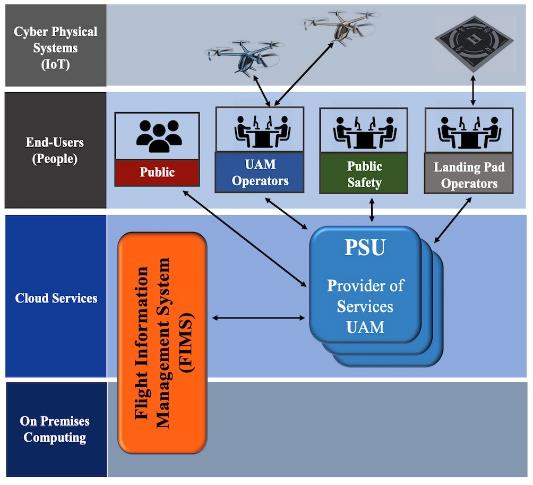 Cyber Physical
Systems
(IoT)
H
End-Users
(People)
Public
UAM
Operators
Public
Safety
Landing Pad
Operators
Cloud Services
Flight Information
Management System
(FIMS)
PSU
Provider of
Services
UAM
On Premises
Computing